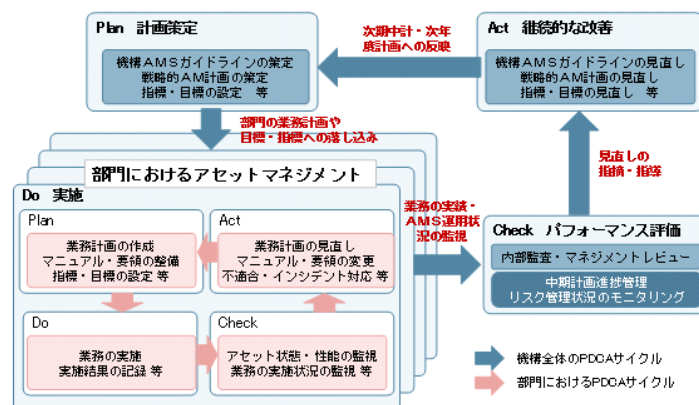 Plan 計画策定
機構AMSガイドラインの策定
戦略的AM計画の策定
指標・目標の設定 等
次期中計・次年
度計画への反映
Act 継続的な改善
機構AMSガイドラインの見直し
戦略的AM計画の見直し
指標・目標の見直し 等
部門の業務計画や
目標・指標への落し込み
部門におけるアセットマネジメント
Do 実施
Plan
業務計画の作成
マニュアル・要領の整備
指標・目標の設定 等
Act
業務計画の見直し
マニュアル・要領の変更
不適合・インシデント対応 等
Do
業務の実施
実施結果の記録 等
Check
アセット状態・性能の監視
業務の実施状況の監視 等
業務の実績・
AMS運用状
況の監視
見直しの
指摘・指導
Check パフォーマンス評価
内部監査・マネジメントレビュー
中期計画進捗管理
リスク管理状況のモニタリング
機構全体のPDCAサイクル
部門におけるPDCAサイクル